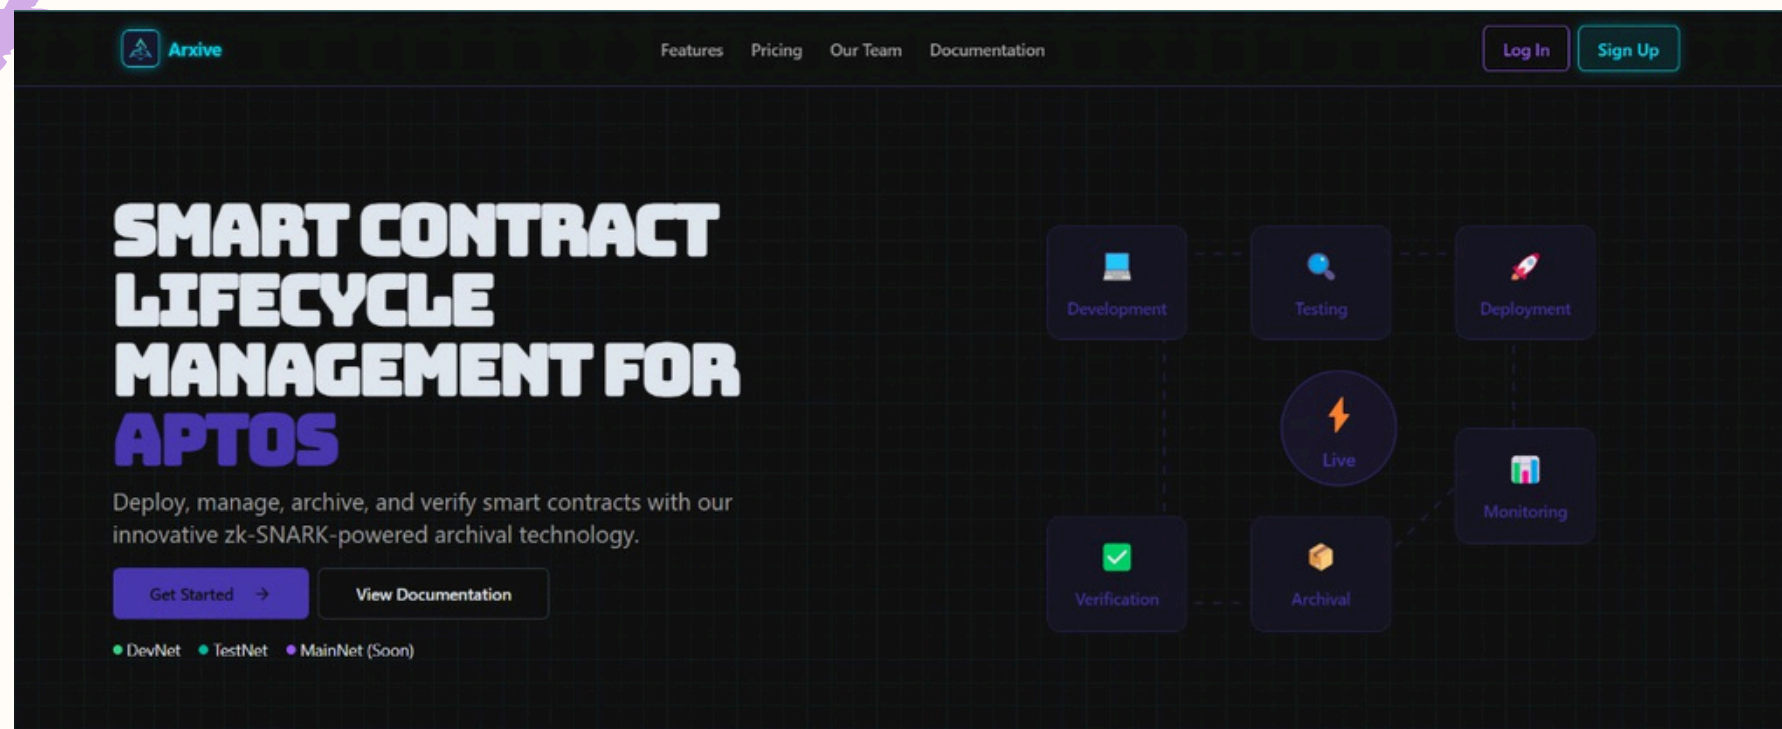 Arxive
Features Pricing Our Team Documentation
Log In Sign Up
SMART CONTRACT
LIFECYCLE
MANAGEMENT FOR
APTOS
Deploy, manage, archive, and verify smart contracts with our
innovative zk-SNARK-powered archival technology.
Get Started →
View Documentation
DevNet TestNet MainNet (Soon)
Development
Testing
Deployment
Live
Monitoring
Verification
Archival